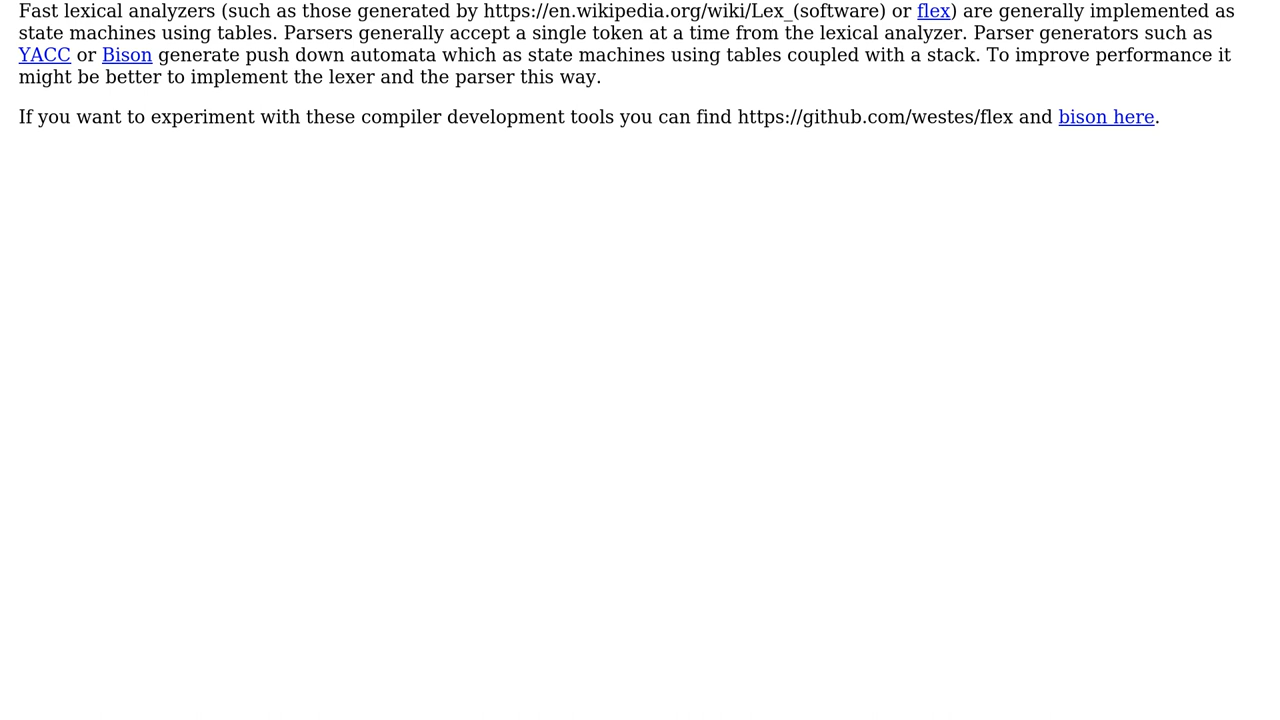 Fast lexical analyzers (such as those generated by https://en.wikipedia.org/wiki/Lex_(software) or flex) are generally implemented as
state machines using tables. Parsers generally accept a single token at a time from the lexical analyzer. Parser generators such as
YACC or Bison generate push down automata which as state machines using tables coupled with a stack. To improve performance it
might be better to implement the lexer and the parser this way.
If you want to experiment with these compiler development tools you can find https://github.com/westes/flex and bison here.